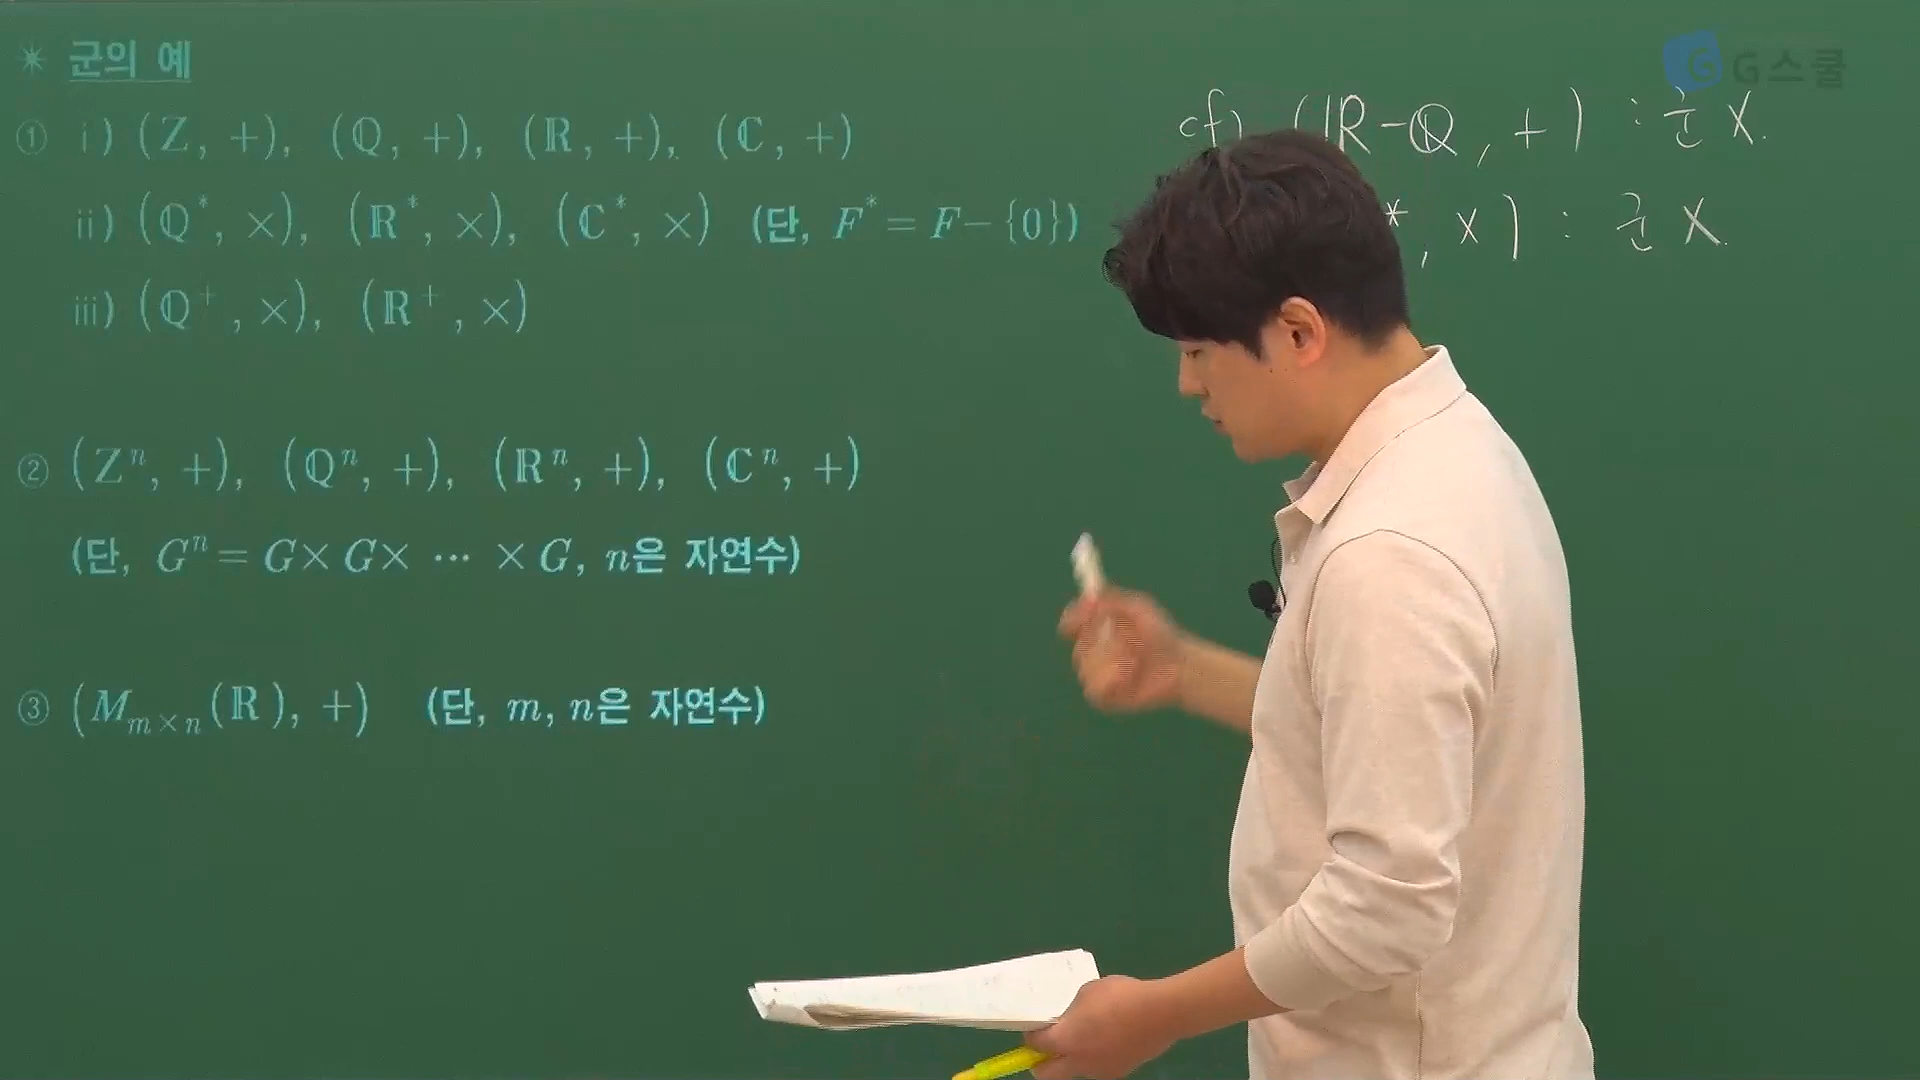 ✴ 군의 예
① ⅰ) (ℤ, +), (ℚ, +), (ℝ, +), (ℂ, +)
ⅱ) (ℚ*, ×), (ℝ*, ×), (ℂ*, ×) (단, F* = F − {0})
ⅲ) (ℚ⁺, ×), (ℝ⁺, ×)
② (ℤⁿ, +), (ℚⁿ, +), (ℝⁿ, +), (ℂⁿ, +)
(단, Gⁿ = G × G × ⋯ × G, n은 자연수)
③ (M_{m×n}(ℝ), +) (단, m, n은 자연수)
G스쿨
cf) (ℝ−ℚ, +) : 군 X.
*, ×) : 군 X.